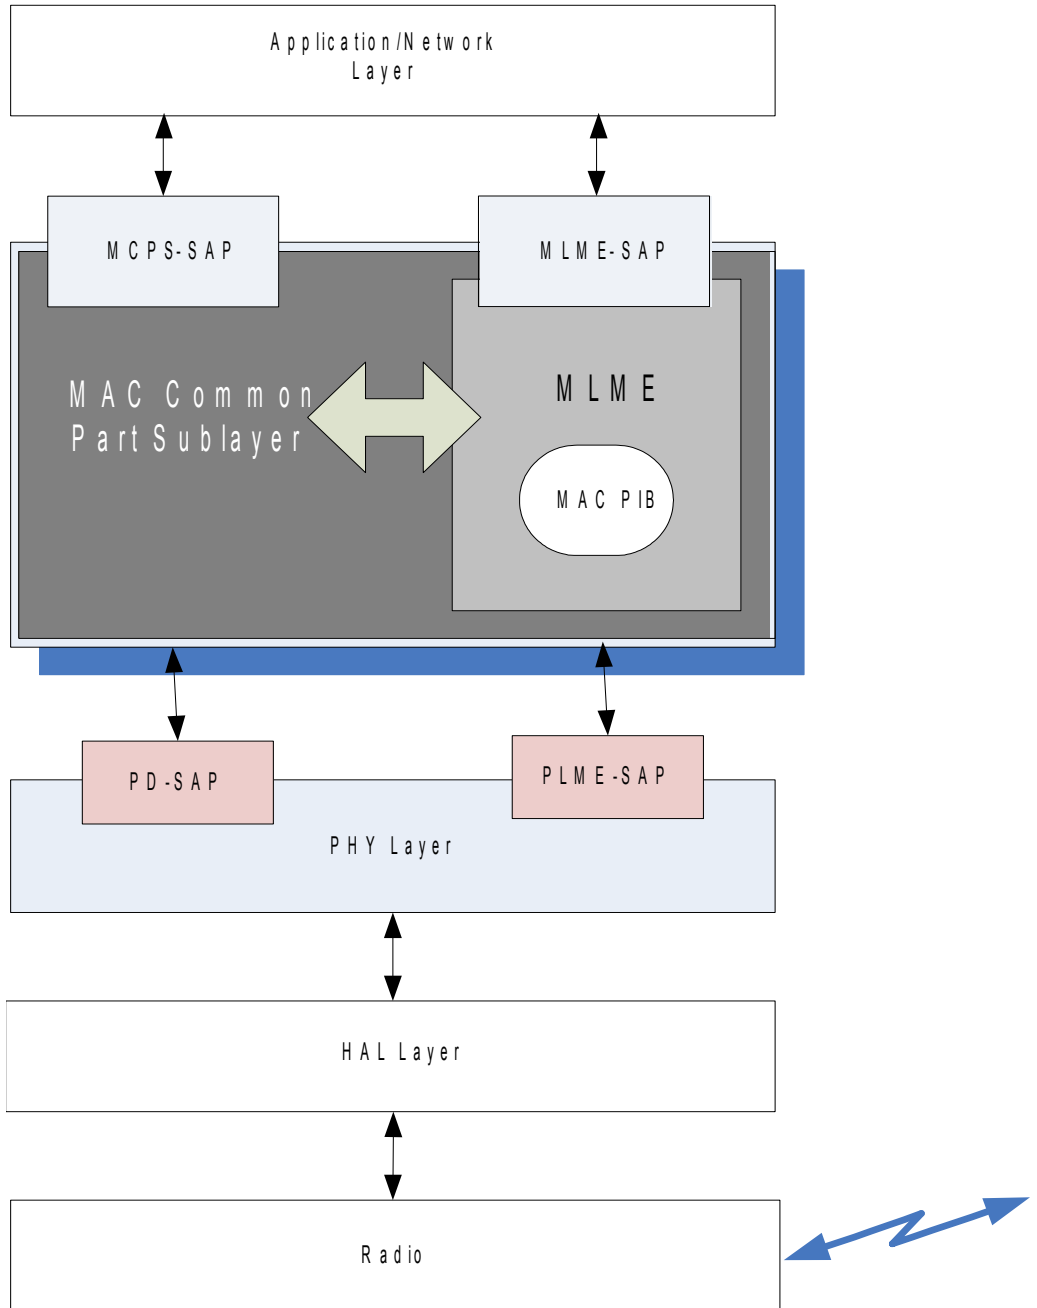 Application/Network
Layer
MCPS-SAP
MLME-SAP
MAC Common
Part Sublayer
MLME
MAC PIB
PD-SAP
PLME-SAP
PHY Layer
HAL Layer
Radio